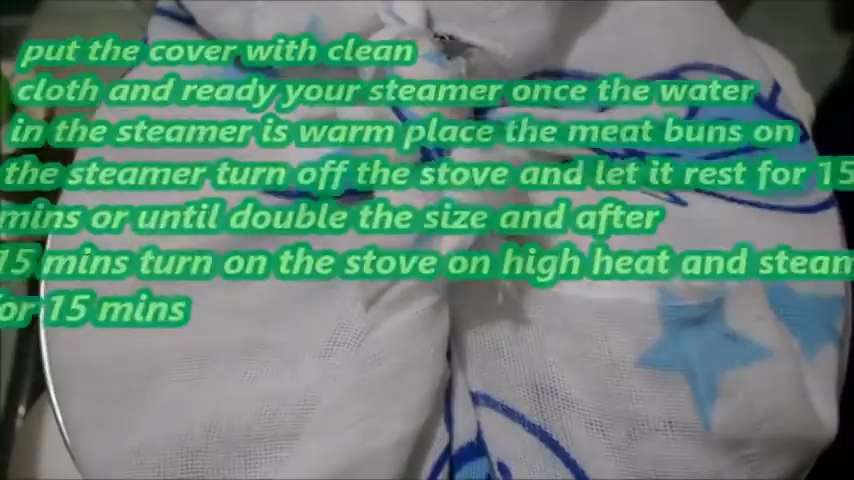 put the cover with clean
cloth and ready your steamer once the water
in the steamer is warm place the meat buns on
the steamer turn off the stove and let it rest for 15
mins or until double the size and after
15 mins turn on the stove on high heat and steam
for 15 mins